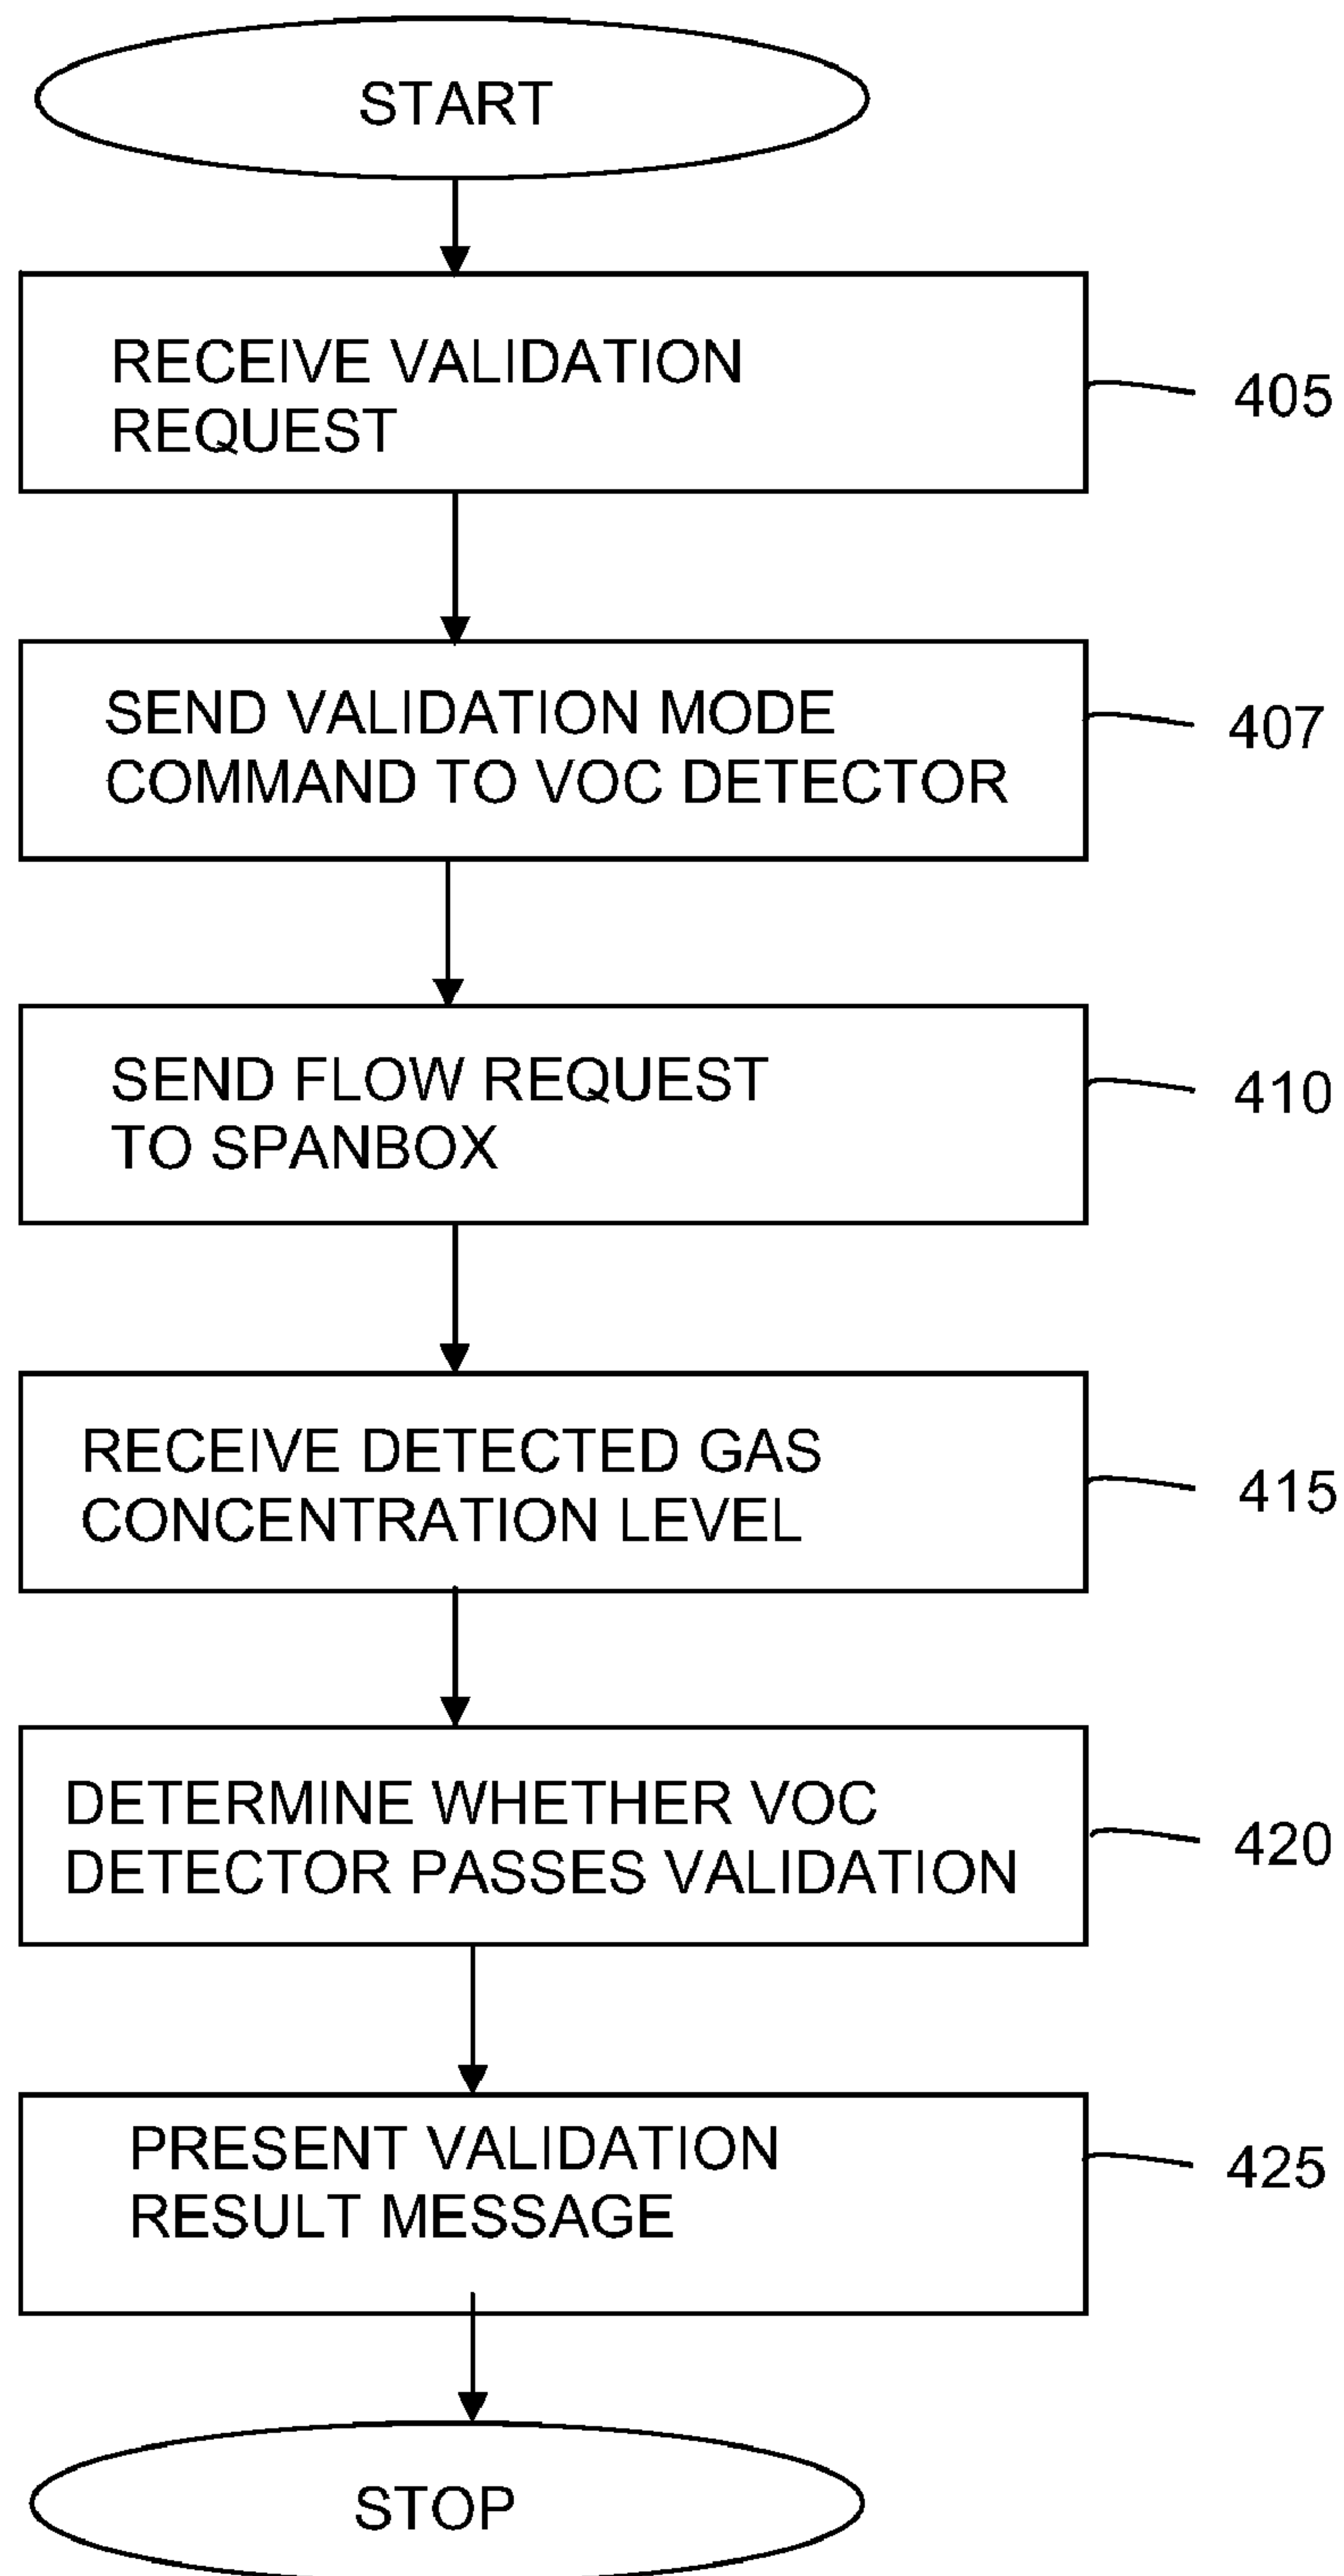 START
RECEIVE VALIDATION
REQUEST
405
SEND VALIDATION MODE
COMMAND TO VOC DETECTOR
407
SEND FLOW REQUEST
TO SPANBOX
410
RECEIVE DETECTED GAS
CONCENTRATION LEVEL
415
DETERMINE WHETHER VOC
DETECTOR PASSES VALIDATION
420
PRESENT VALIDATION
RESULT MESSAGE
425
STOP